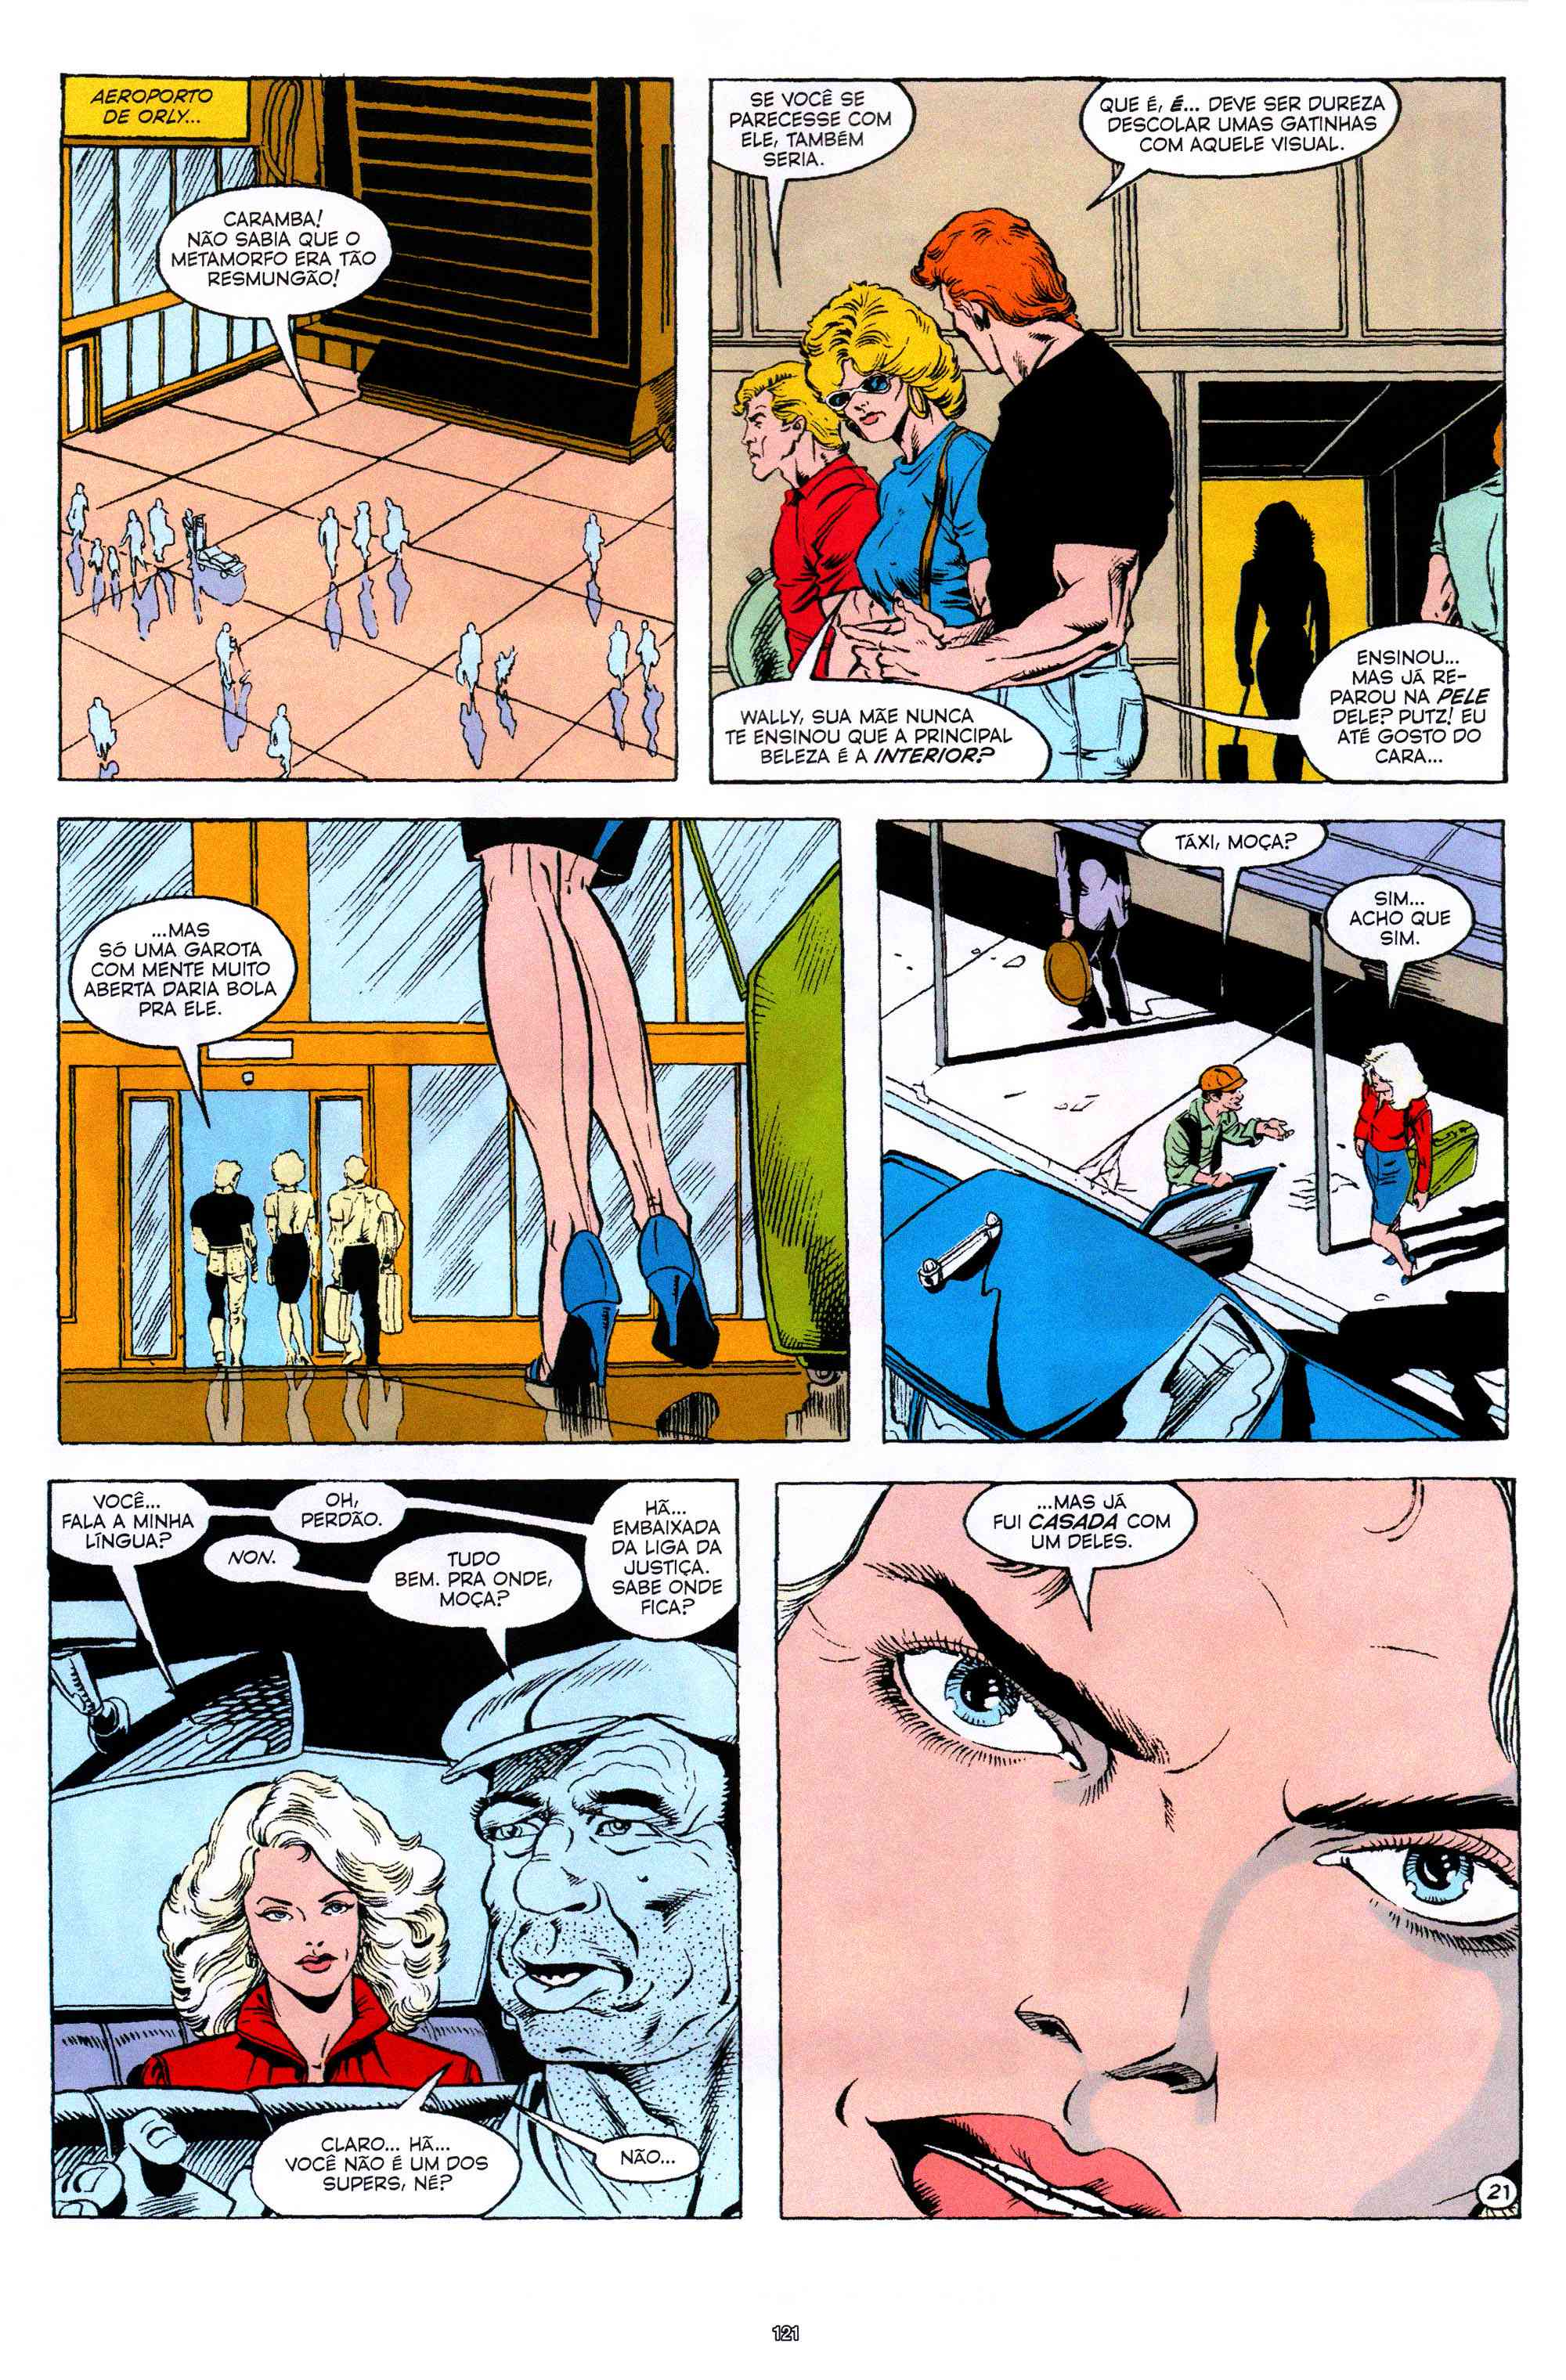 AEROPORTO
DE ORLY...
CARAMBA!
NÃO SABIA QUE O
METAMORFO ERA TÃO
RESMUNGÃO!
SE VOCÊ SE
PARECESSE COM
ELE, TAMBÉM
SERIA.
QUE É, É... DEVE SER DUREZA
DESCOLAR UMAS GATINHAS
COM AQUELE VISUAL.
WALLY, SUA MÃE NUNCA
TE ENSINOU QUE A PRINCIPAL
BELEZA É A INTERIOR?
ENSINOU...
MAS JÁ RE-
PAROU NA PELE
DELE? PUTZ! EU
ATÉ GOSTO DO
CARA...
...MAS
SÓ UMA GAROTA
COM MENTE MUITO
ABERTA DARIA BOLA
PRA ELE.
TÁXI, MOÇA?
SIM...
ACHO QUE
SIM.
VOCÊ...
FALA A MINHA
LÍNGUA?
NON.
OH,
PERDÃO.
TUDO
BEM. PRA ONDE,
MOÇA?
HÃ...
EMBAIXADA
DA LIGA DA
JUSTIÇA.
SABE ONDE
FICA?
CLARO... HÃ...
VOCÊ NÃO É UM DOS
SUPERS, NÉ?
NÃO...
...MAS JÁ
FUI CASADA COM
UM DELES.
21
121